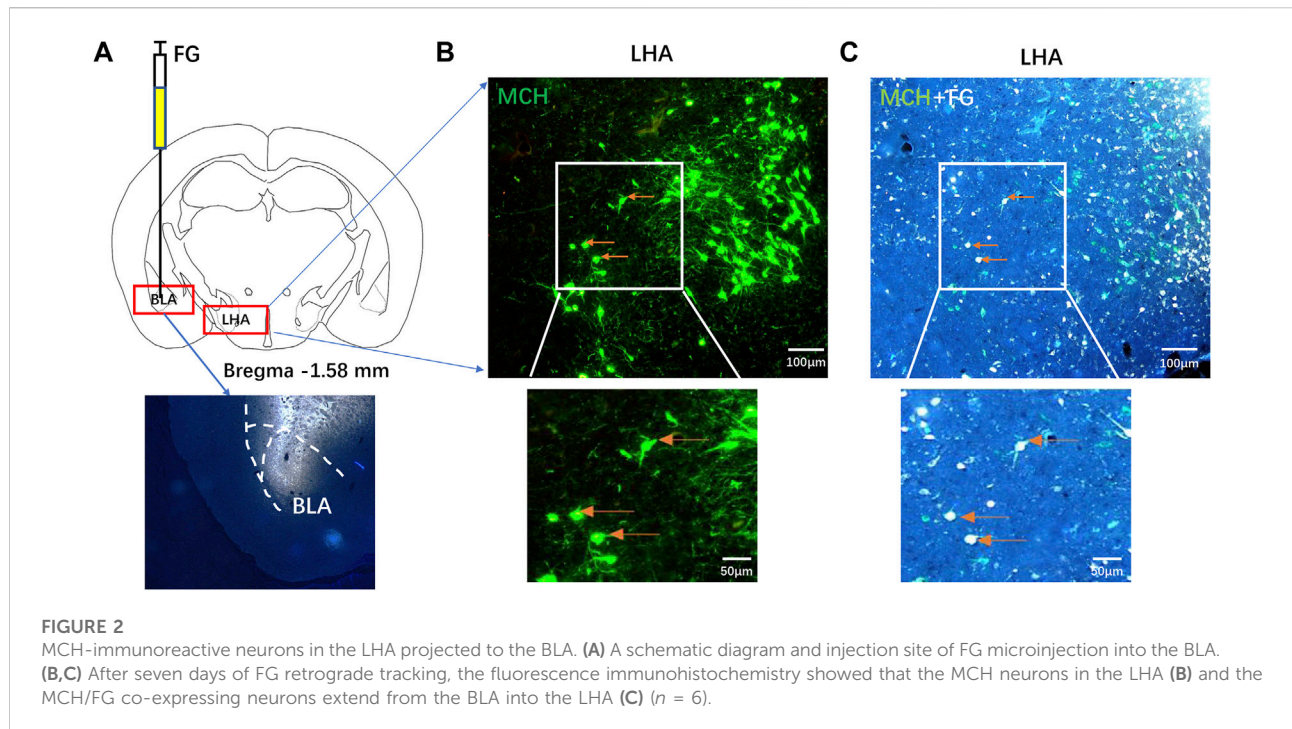 A
FG
BLA
LHA
Bregma -1.58 mm
BLA
B
LHA
MCH
100μm
50μm
C
LHA
MCH+FG
100μm
50μm
FIGURE 2
MCH-immunoreactive neurons in the LHA projected to the BLA. (A) A schematic diagram and injection site of FG microinjection into the BLA.
(B,C) After seven days of FG retrograde tracking, the fluorescence immunohistochemistry showed that the MCH neurons in the LHA (B) and the
MCH/FG co-expressing neurons extend from the BLA into the LHA (C) (n = 6).